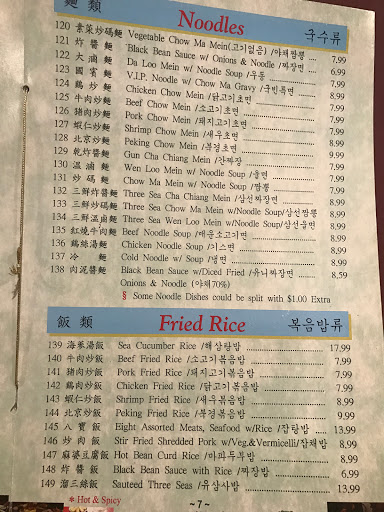 麵 類 Noodles 국수류
120 素菜炒碼麵 Vegetable Chow Ma Mein(고기없음) /야채짬뽕 7.99
121 炸 醬 麵 Black Bean Sauce w/ Onions & Noodle /짜장면 6.99
122 大 滷 麵 Da Loo Mein w/ Noodle Soup /우동 7.99
123 國 賓 麵 V.I.P. Noodle w/ Chow Ma Gravy /국빈특면 9.99
124 鷄 炒 麵 Chicken Chow Mein /닭고기초면 8.99
125 牛肉炒麵 Beef Chow Mein /소고기초면 8.99
126 猪肉炒麵 Pork Chow Mein /돼지고기초면 8.99
127 蝦仁炒麵 Shrimp Chow Mein /새우초면 8.99
128 北京炒麵 Peking Chow Mein /북경초면 8.99
129 乾炸醬麵 Gun Cha Chiang Mein /간짜장
130 溫 滷 麵 Wen Loo Mein w/ Noodle Soup /울면
131 炒 碼 麵 Chow Ma Mein w/ Noodle Soup /짬뽕
132 三鮮炸醬麵 Three Sea Cha Chiang Mein /삼선짜장면
133 三鮮炒碼麵 Three Sea Chow Ma Mein w/Noodle Soup/삼선짬뽕
134 三鮮溫滷麵 Three Sea Wen Loo Mein w/Noodle Soup/삼선울면
135 紅燒牛肉麵 Beef Noodle Soup /매운소고기면
136 鷄絲湯麵 Chicken Noodle Soup /기스면
137 冷 麵 Cold Noodle w/ Soup /냉면
138 肉泥醬麵 Black Bean Sauce w/Diced Fried /유니짜장면 8.59
Onions & Noodle (야채70%)
§ Some Noodle Dishes could be split with $1.00 Extra
飯 類 Fried Rice 볶음밥류
139 海蔘湯飯 Sea Cucumber Rice /해삼탕밥 17.99
140 牛肉炒飯 Beef Fried Rice /소고기볶음밥 8.99
141 猪肉炒飯 Pork Fried Rice /돼지고기볶음밥 8.99
142 鷄肉炒飯 Chicken Fried Rice /닭고기볶음밥 8.99
143 蝦仁炒飯 Shrimp Fried Rice /새우볶음밥 8.99
144 北京炒飯 Peking Fried Rice /북경볶음밥 9.99
145 八 寶 飯 Eight Assorted Meats, Seafood w/Rice /잡탕밥 13.99
146 炒 肉 飯 Stir Fried Shredded Pork w/Veg.&Vermicelli/잡채밥 8.99
147 麻婆豆腐飯 Hot Bean Curd Rice /마파두부밥 8.99
148 炸 醬 飯 Black Bean Sauce with Rice /짜장밥 8.99
149 溜三絲飯 Sauteed Three Seas /유삼사밥 13.99
* Hot & Spicy
~ 7 ~